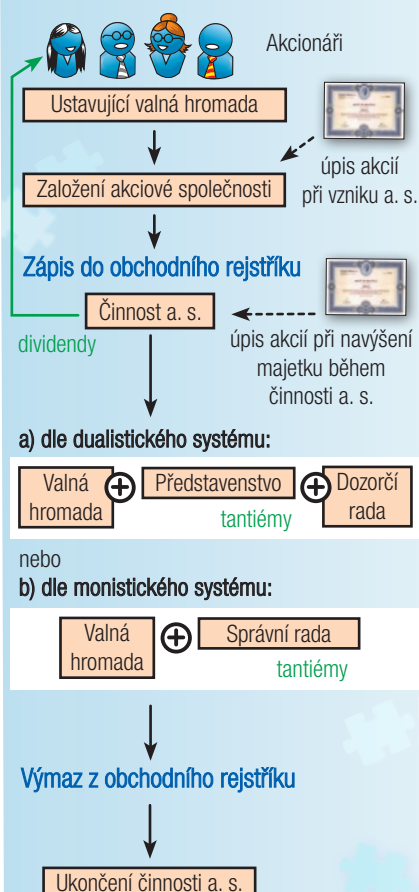 Akcionáři
Ustavující valná hromada
úpis akcií
při vzniku a. s.
Založení akciové společnosti
Zápis do obchodního rejstříku
Činnost a. s.
dividendy
úpis akcií při navýšení
majetku během
činnosti a. s.
a) dle dualistického systému:
Valná
hromada
Představenstvo
tantiémy
Dozorčí
rada
nebo
b) dle monistického systému:
Valná
hromada
Správní rada
tantiémy
Výmaz z obchodního rejstříku
Ukončení činnosti a. s.